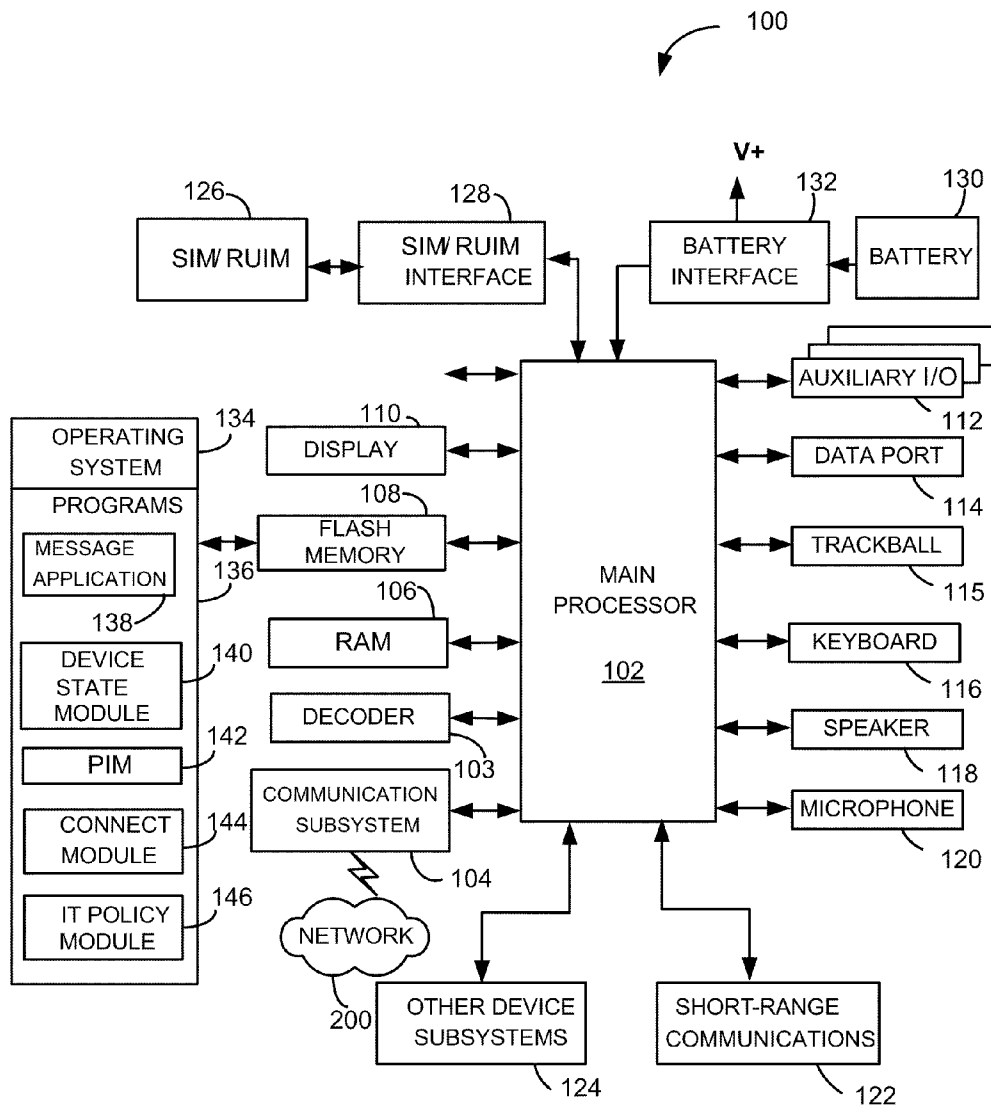 100
V+
126
128
132
130
SIM/ RUIM
SIM/ RUIM
INTERFACE
BATTERY
INTERFACE
BATTERY
AUXILIARY I/O
112
OPERATING
SYSTEM
134
110
DISPLAY
DATA PORT
114
PROGRAMS
108
FLASH
MEMORY
MESSAGE
APPLICATION
136
138
TRACKBALL
115
MAIN
PROCESSOR
102
106
RAM
KEYBOARD
116
DEVICE
STATE
MODULE
140
DECODER
103
SPEAKER
118
PIM
142
COMMUNICATION
SUBSYSTEM
104
MICROPHONE
120
CONNECT
MODULE
144
IT POLICY
MODULE
146
NETWORK
200
OTHER DEVICE
SUBSYSTEMS
124
SHORT-RANGE
COMMUNICATIONS
122